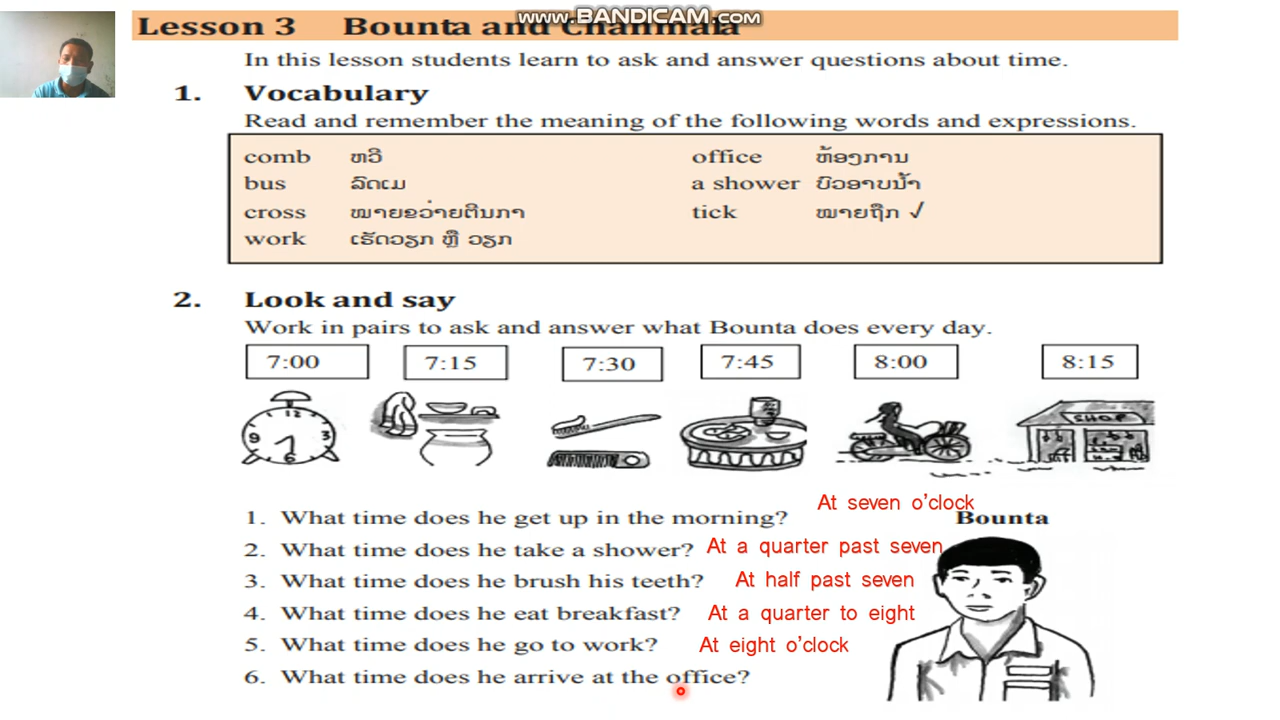 www.BANDICAM.com
Lesson 3 Bounta and Chanmala
In this lesson students learn to ask and answer questions about time.
1. Vocabulary
Read and remember the meaning of the following words and expressions.
comb ຫວີ office ຫ້ອງການ
bus ລົດເມ a shower ບົວອາບນ້ຳ
cross ໝາຍຂວ່າຍຕີນກາ tick ໝາຍຖືກ ✓
work ເຮັດວຽກ ຫຼື ວຽກ
2. Look and say
Work in pairs to ask and answer what Bounta does every day.
7:00 7:15 7:30 7:45 8:00 8:15
12
9 3
6
SHOP
1. What time does he get up in the morning? At seven o'clock
Bounta
2. What time does he take a shower? At a quarter past seven
3. What time does he brush his teeth? At half past seven
4. What time does he eat breakfast? At a quarter to eight
5. What time does he go to work? At eight o'clock
6. What time does he arrive at the office?